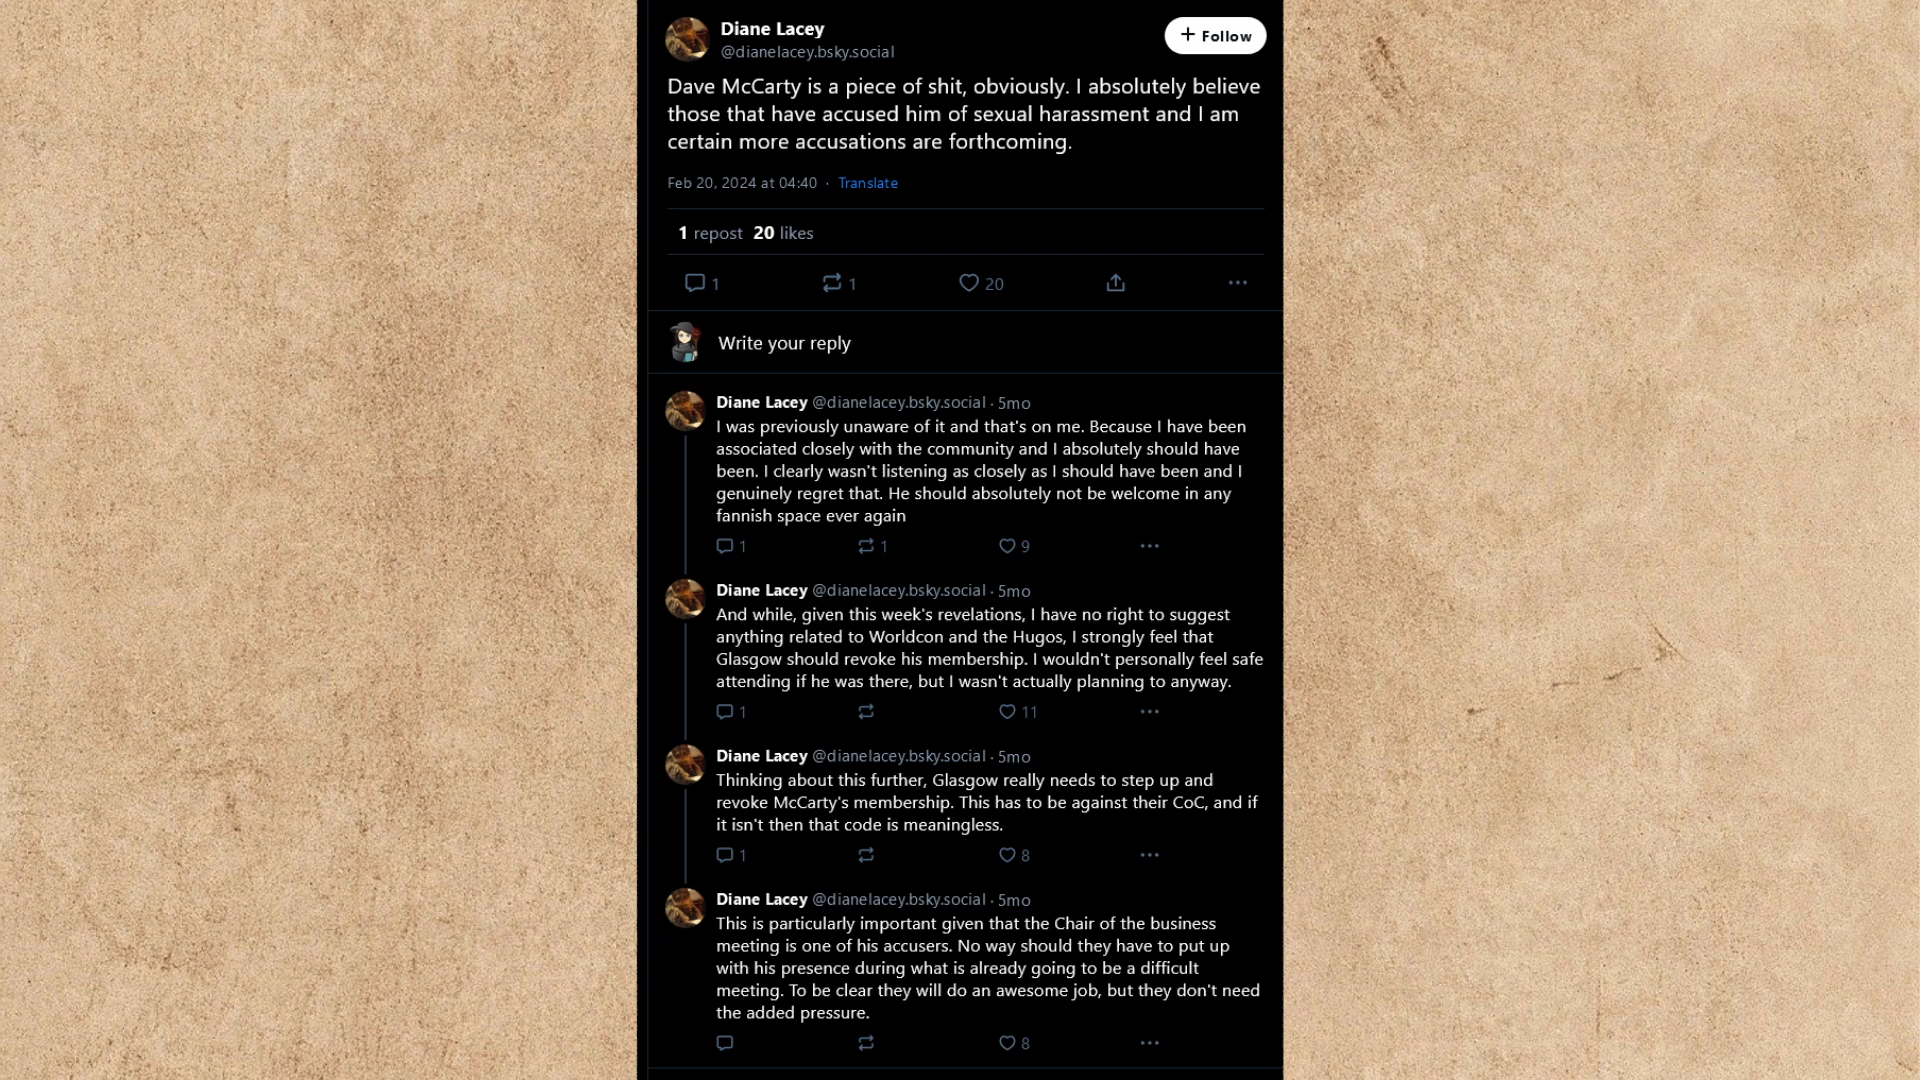 Diane Lacey
@dianelacey.bsky.social
+ Follow
Dave McCarty is a piece of shit, obviously. I absolutely believe
those that have accused him of sexual harassment and I am
certain more accusations are forthcoming.
Feb 20, 2024 at 04:40 · Translate
1 repost 20 likes
1 1 20
Write your reply
Diane Lacey @dianelacey.bsky.social · 5mo
I was previously unaware of it and that's on me. Because I have been
associated closely with the community and I absolutely should have
been. I clearly wasn't listening as closely as I should have been and I
genuinely regret that. He should absolutely not be welcome in any
fannish space ever again
1 1 9
Diane Lacey @dianelacey.bsky.social · 5mo
And while, given this week's revelations, I have no right to suggest
anything related to Worldcon and the Hugos, I strongly feel that
Glasgow should revoke his membership. I wouldn't personally feel safe
attending if he was there, but I wasn't actually planning to anyway.
1 11
Diane Lacey @dianelacey.bsky.social · 5mo
Thinking about this further, Glasgow really needs to step up and
revoke McCarty's membership. This has to be against their CoC, and if
it isn't then that code is meaningless.
1 8
Diane Lacey @dianelacey.bsky.social · 5mo
This is particularly important given that the Chair of the business
meeting is one of his accusers. No way should they have to put up
with his presence during what is already going to be a difficult
meeting. To be clear they will do an awesome job, but they don't need
the added pressure.
8